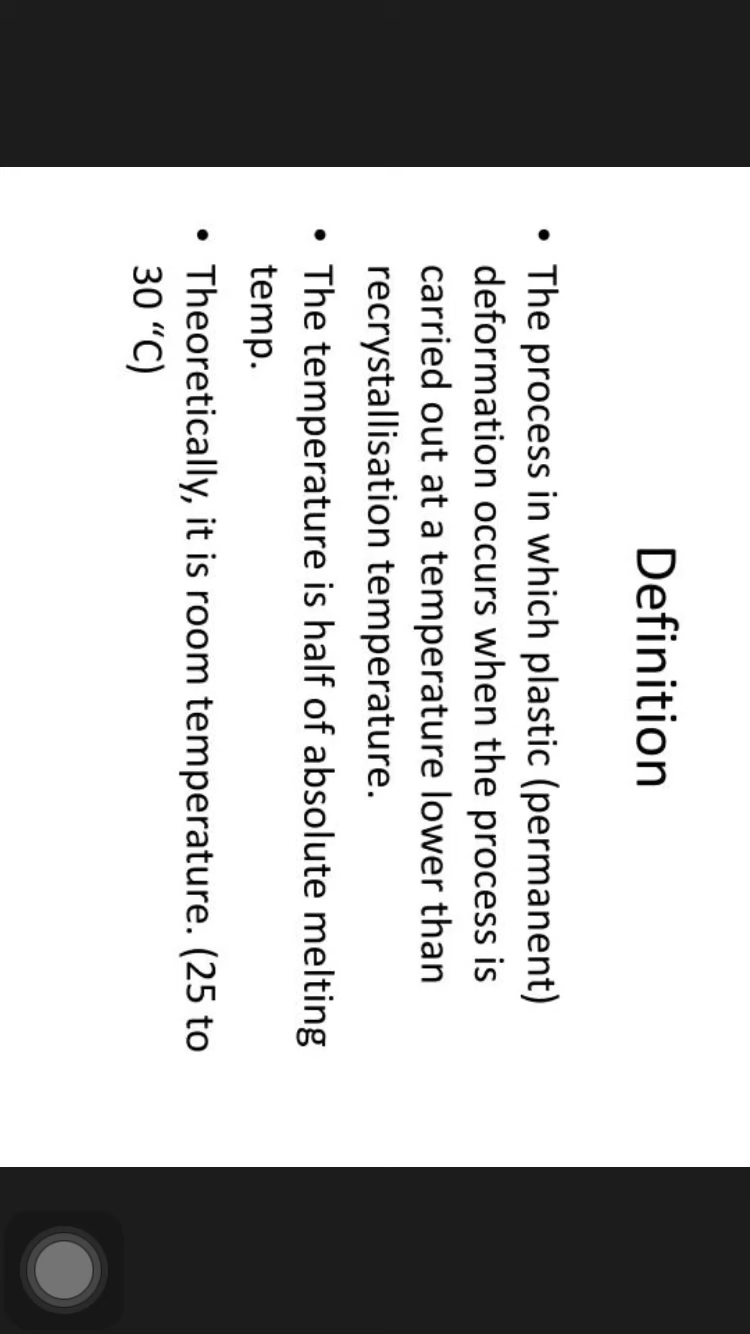 Definition
• The process in which plastic (permanent)
deformation occurs when the process is
carried out at a temperature lower than
recrystallisation temperature.
• The temperature is half of absolute melting
temp.
• Theoretically, it is room temperature. (25 to
30 “C)